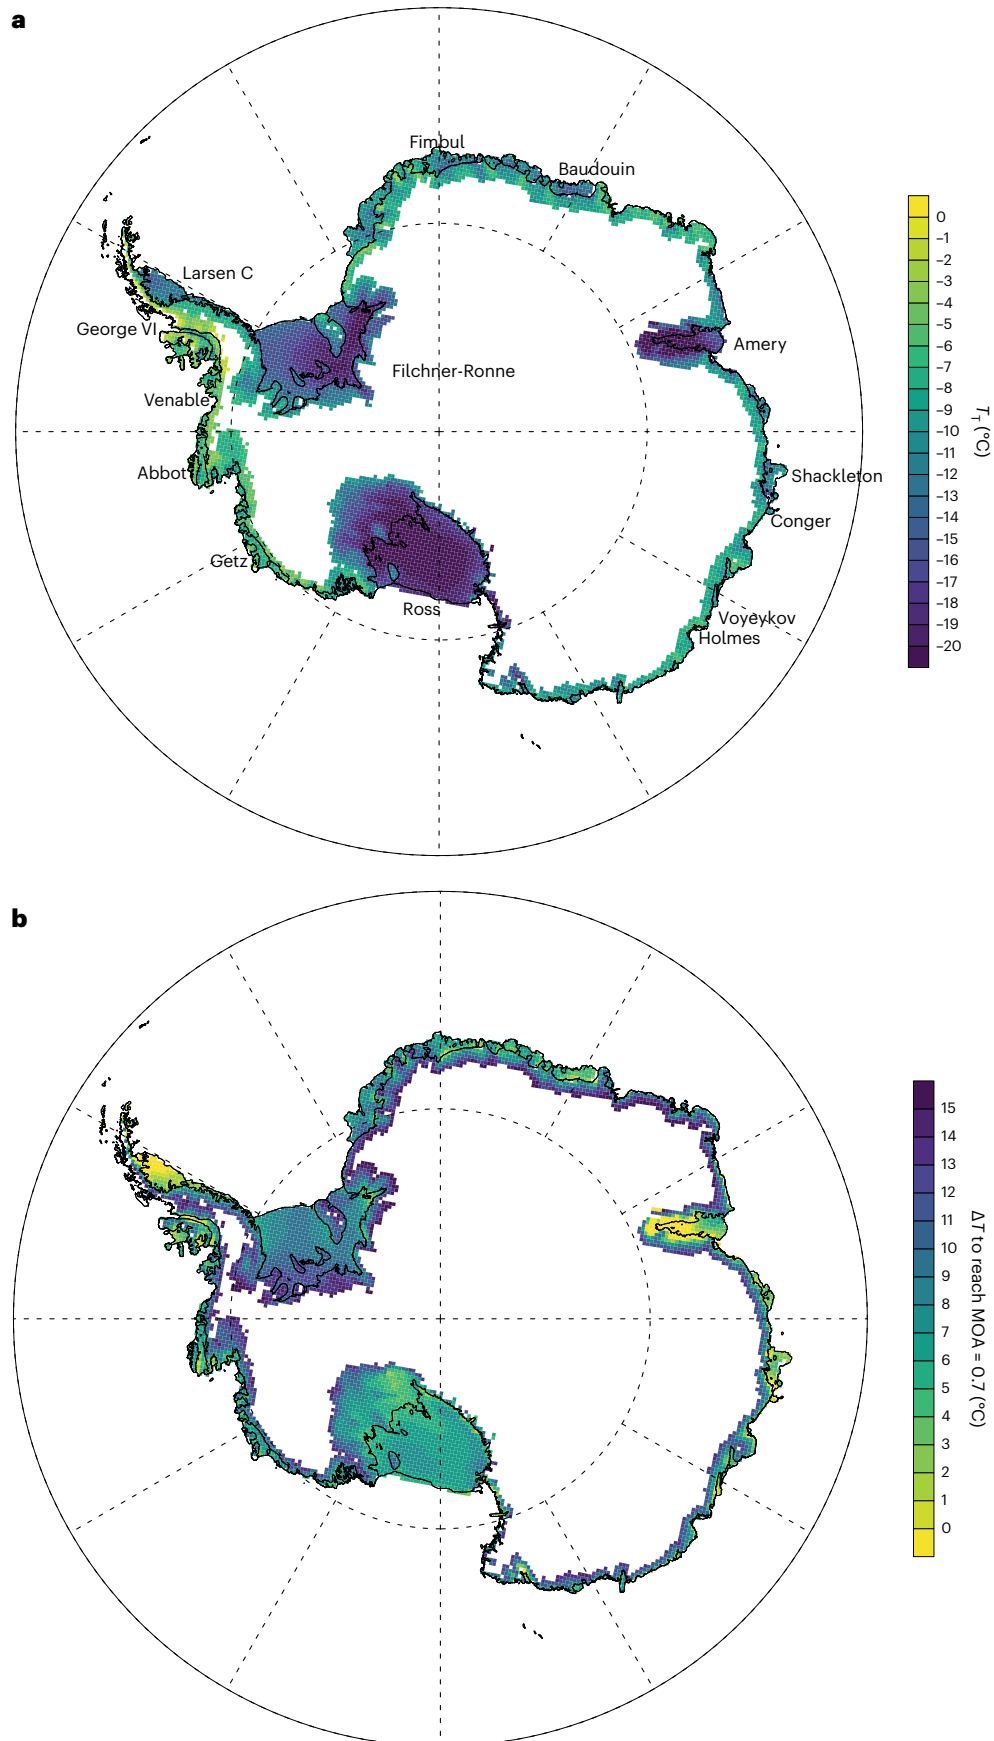 a
Fimbul
Baudouin
Larsen C
George VI
Amery
Filchner-Ronne
Venable
Abbot
Shackleton
Conger
Getz
Ross
Voyeykov
Holmes
0
–1
–2
–3
–4
–5
–6
–7
–8
–9
–10
–11
–12
–13
–14
–15
–16
–17
–18
–19
–20
T_T (°C)
b
15
14
13
12
11
10
9
8
7
6
5
4
3
2
1
0
ΔT to reach MOA = 0.7 (°C)